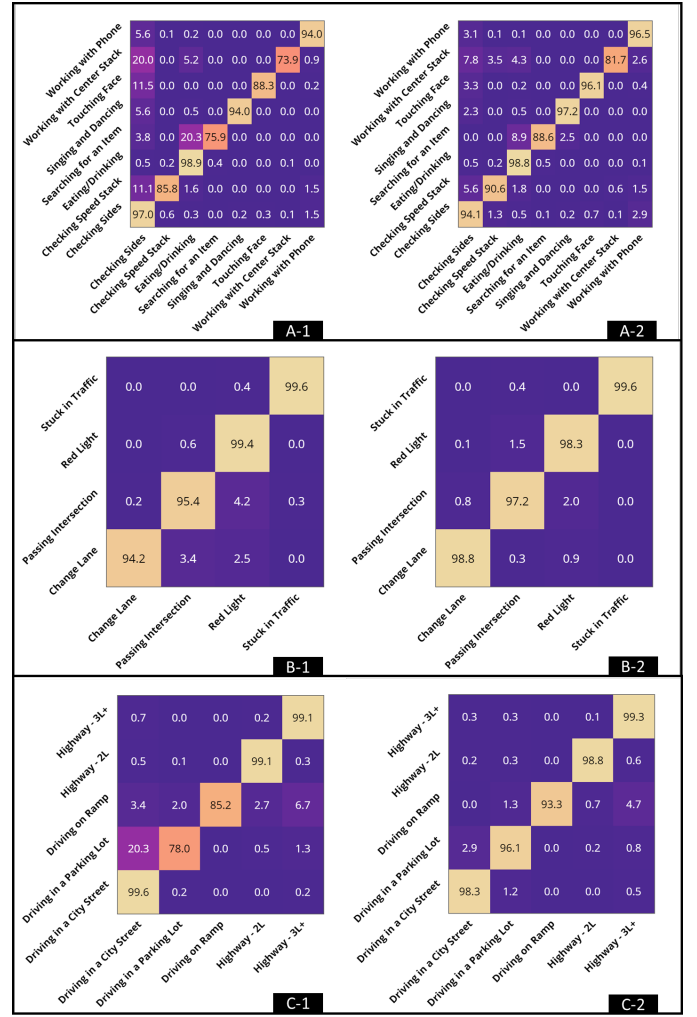 Working with Phone 5.6 0.1 0.2 0.0 0.0 0.0 0.0 94.0
Working with Center Stack 20.0 0.0 5.2 0.0 0.0 0.0 73.9 0.9
Touching Face 11.5 0.0 0.0 0.0 0.0 88.3 0.0 0.2
Singing and Dancing 5.6 0.0 0.5 0.0 94.0 0.0 0.0 0.0
Searching for an Item 3.8 0.0 20.3 75.9 0.0 0.0 0.0 0.0
Eating/Drinking 0.5 0.2 98.9 0.4 0.0 0.0 0.1 0.0
Checking Speed Stack 11.1 85.8 1.6 0.0 0.0 0.0 0.0 1.5
Checking Sides 97.0 0.6 0.3 0.0 0.2 0.3 0.1 1.5
Checking Sides
Checking Speed Stack
Eating/Drinking
Searching for an Item
Singing and Dancing
Touching Face
Working with Center Stack
Working with Phone
A-1
Working with Phone 3.1 0.1 0.1 0.0 0.0 0.0 0.0 96.5
Working with Center Stack 7.8 3.5 4.3 0.0 0.0 0.0 81.7 2.6
Touching Face 3.3 0.0 0.2 0.0 0.0 96.1 0.0 0.4
Singing and Dancing 2.3 0.0 0.5 0.0 97.2 0.0 0.0 0.0
Searching for an Item 0.0 0.0 8.9 88.6 2.5 0.0 0.0 0.0
Eating/Drinking 0.5 0.2 98.8 0.5 0.0 0.0 0.0 0.1
Checking Speed Stack 5.6 90.6 1.8 0.0 0.0 0.0 0.6 1.5
Checking Sides 94.1 1.3 0.5 0.1 0.2 0.7 0.1 2.9
Checking Sides
Checking Speed Stack
Eating/Drinking
Searching for an Item
Singing and Dancing
Touching Face
Working with Center Stack
Working with Phone
A-2
Stuck in Traffic 0.0 0.0 0.4 99.6
Red Light 0.0 0.6 99.4 0.0
Passing Intersection 0.2 95.4 4.2 0.3
Change Lane 94.2 3.4 2.5 0.0
Change Lane
Passing Intersection
Red Light
Stuck in Traffic
B-1
Stuck in Traffic 0.0 0.4 0.0 99.6
Red Light 0.1 1.5 98.3 0.0
Passing Intersection 0.8 97.2 2.0 0.0
Change Lane 98.8 0.3 0.9 0.0
Change Lane
Passing Intersection
Red Light
Stuck in Traffic
B-2
Highway - 3L+ 0.7 0.0 0.0 0.2 99.1
Highway - 2L 0.5 0.1 0.0 99.1 0.3
Driving on Ramp 3.4 2.0 85.2 2.7 6.7
Driving in a Parking Lot 20.3 78.0 0.0 0.5 1.3
Driving in a City Street 99.6 0.2 0.0 0.0 0.2
Driving in a City Street
Driving in a Parking Lot
Driving on Ramp
Highway - 2L
Highway - 3L+
C-1
Highway - 3L+ 0.3 0.3 0.0 0.1 99.3
Highway - 2L 0.2 0.3 0.0 98.8 0.6
Driving on Ramp 0.0 1.3 93.3 0.7 4.7
Driving in a Parking Lot 2.9 96.1 0.0 0.2 0.8
Driving in a City Street 98.3 1.2 0.0 0.0 0.5
Driving in a City Street
Driving in a Parking Lot
Driving on Ramp
Highway - 2L
Highway - 3L+
C-2